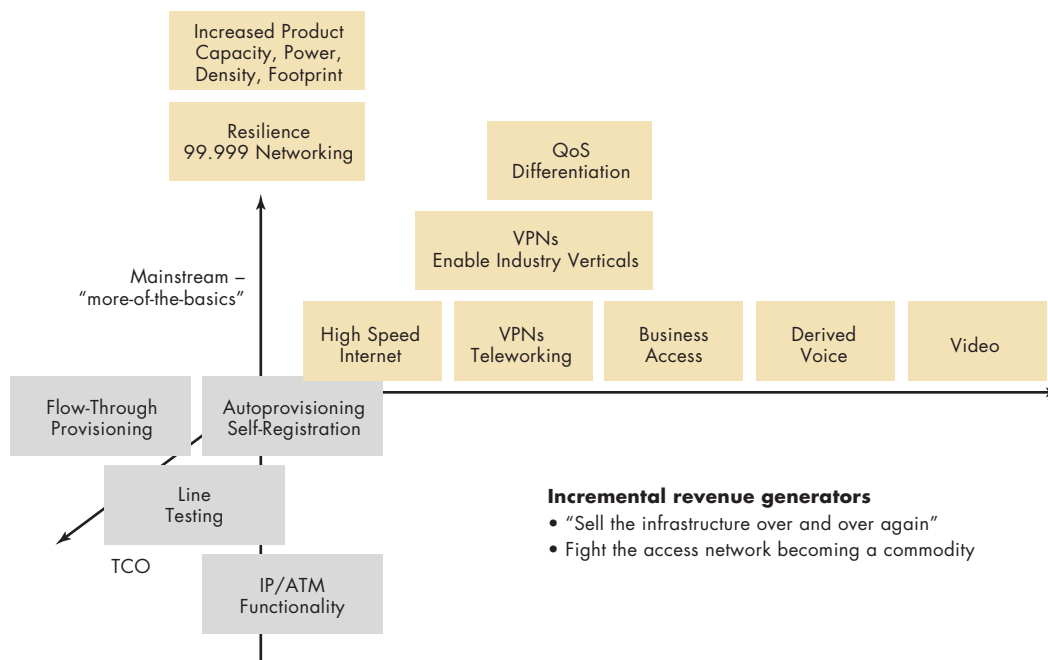 Increased Product
Capacity, Power,
Density, Footprint
Resilience
99.999 Networking
QoS
Differentiation
VPNs
Enable Industry Verticals
Mainstream –
“more-of-the-basics”
High Speed
Internet
VPNs
Teleworking
Business
Access
Derived
Voice
Video
Flow-Through
Provisioning
Autoprovisioning
Self-Registration
Line
Testing
TCO
IP/ATM
Functionality
Incremental revenue generators
• “Sell the infrastructure over and over again”
• Fight the access network becoming a commodity